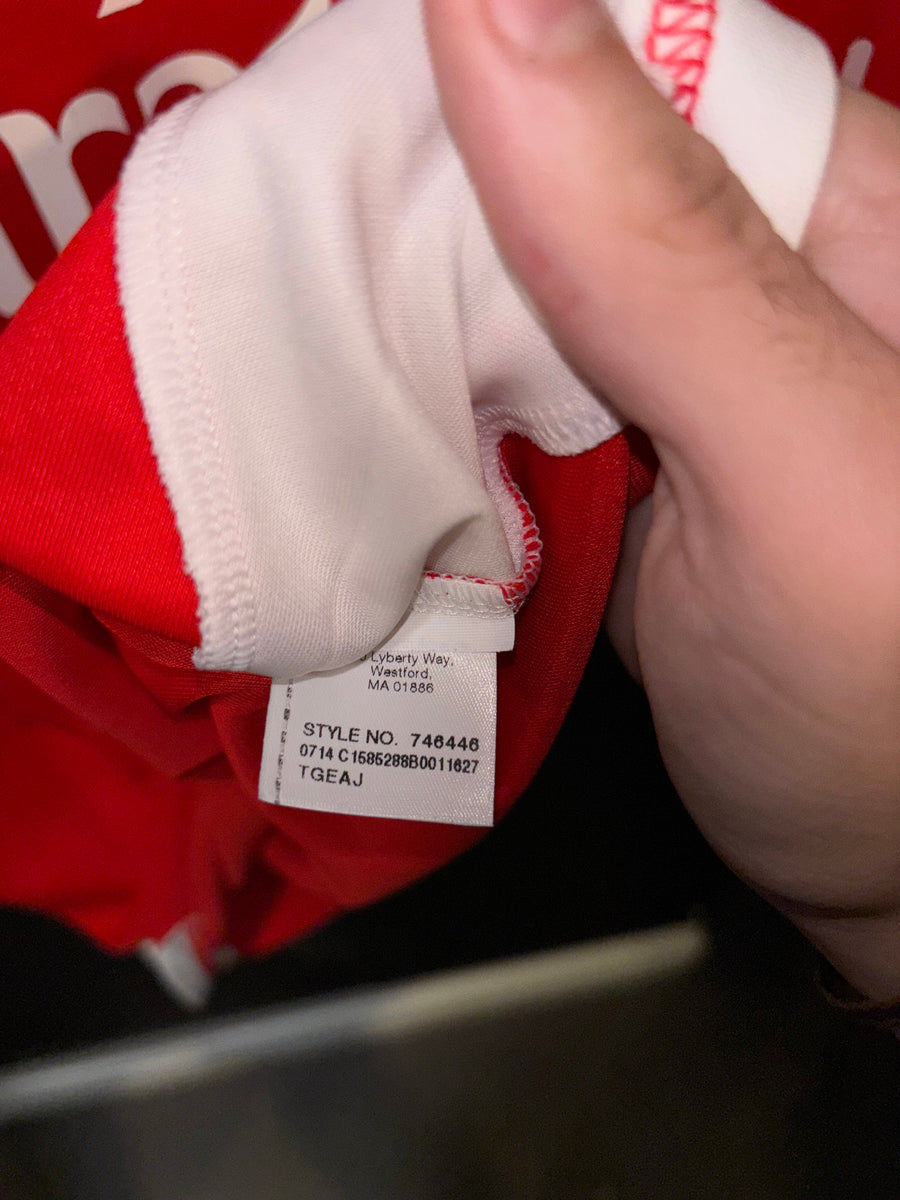 Lyberty Way,
Westford,
MA 01886
STYLE NO. 746446
0714 C1585288B0011627
TGEAJ